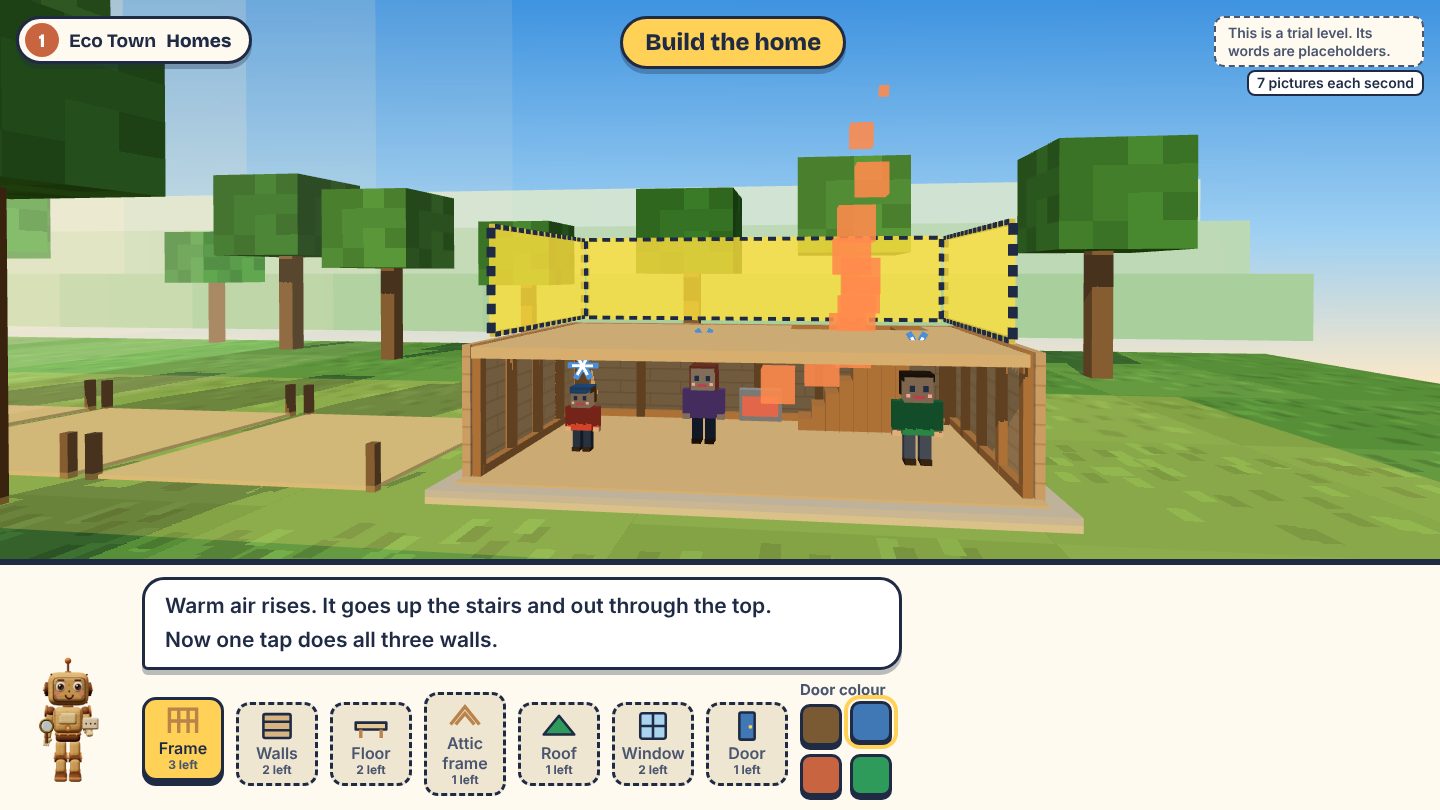 1 Eco Town Homes
Build the home
This is a trial level. Its
words are placeholders.
7 pictures each second
Warm air rises. It goes up the stairs and out through the top.
Now one tap does all three walls.
Door colour
Frame
3 left
Walls
2 left
Floor
2 left
Attic
frame
1 left
Roof
1 left
Window
2 left
Door
1 left